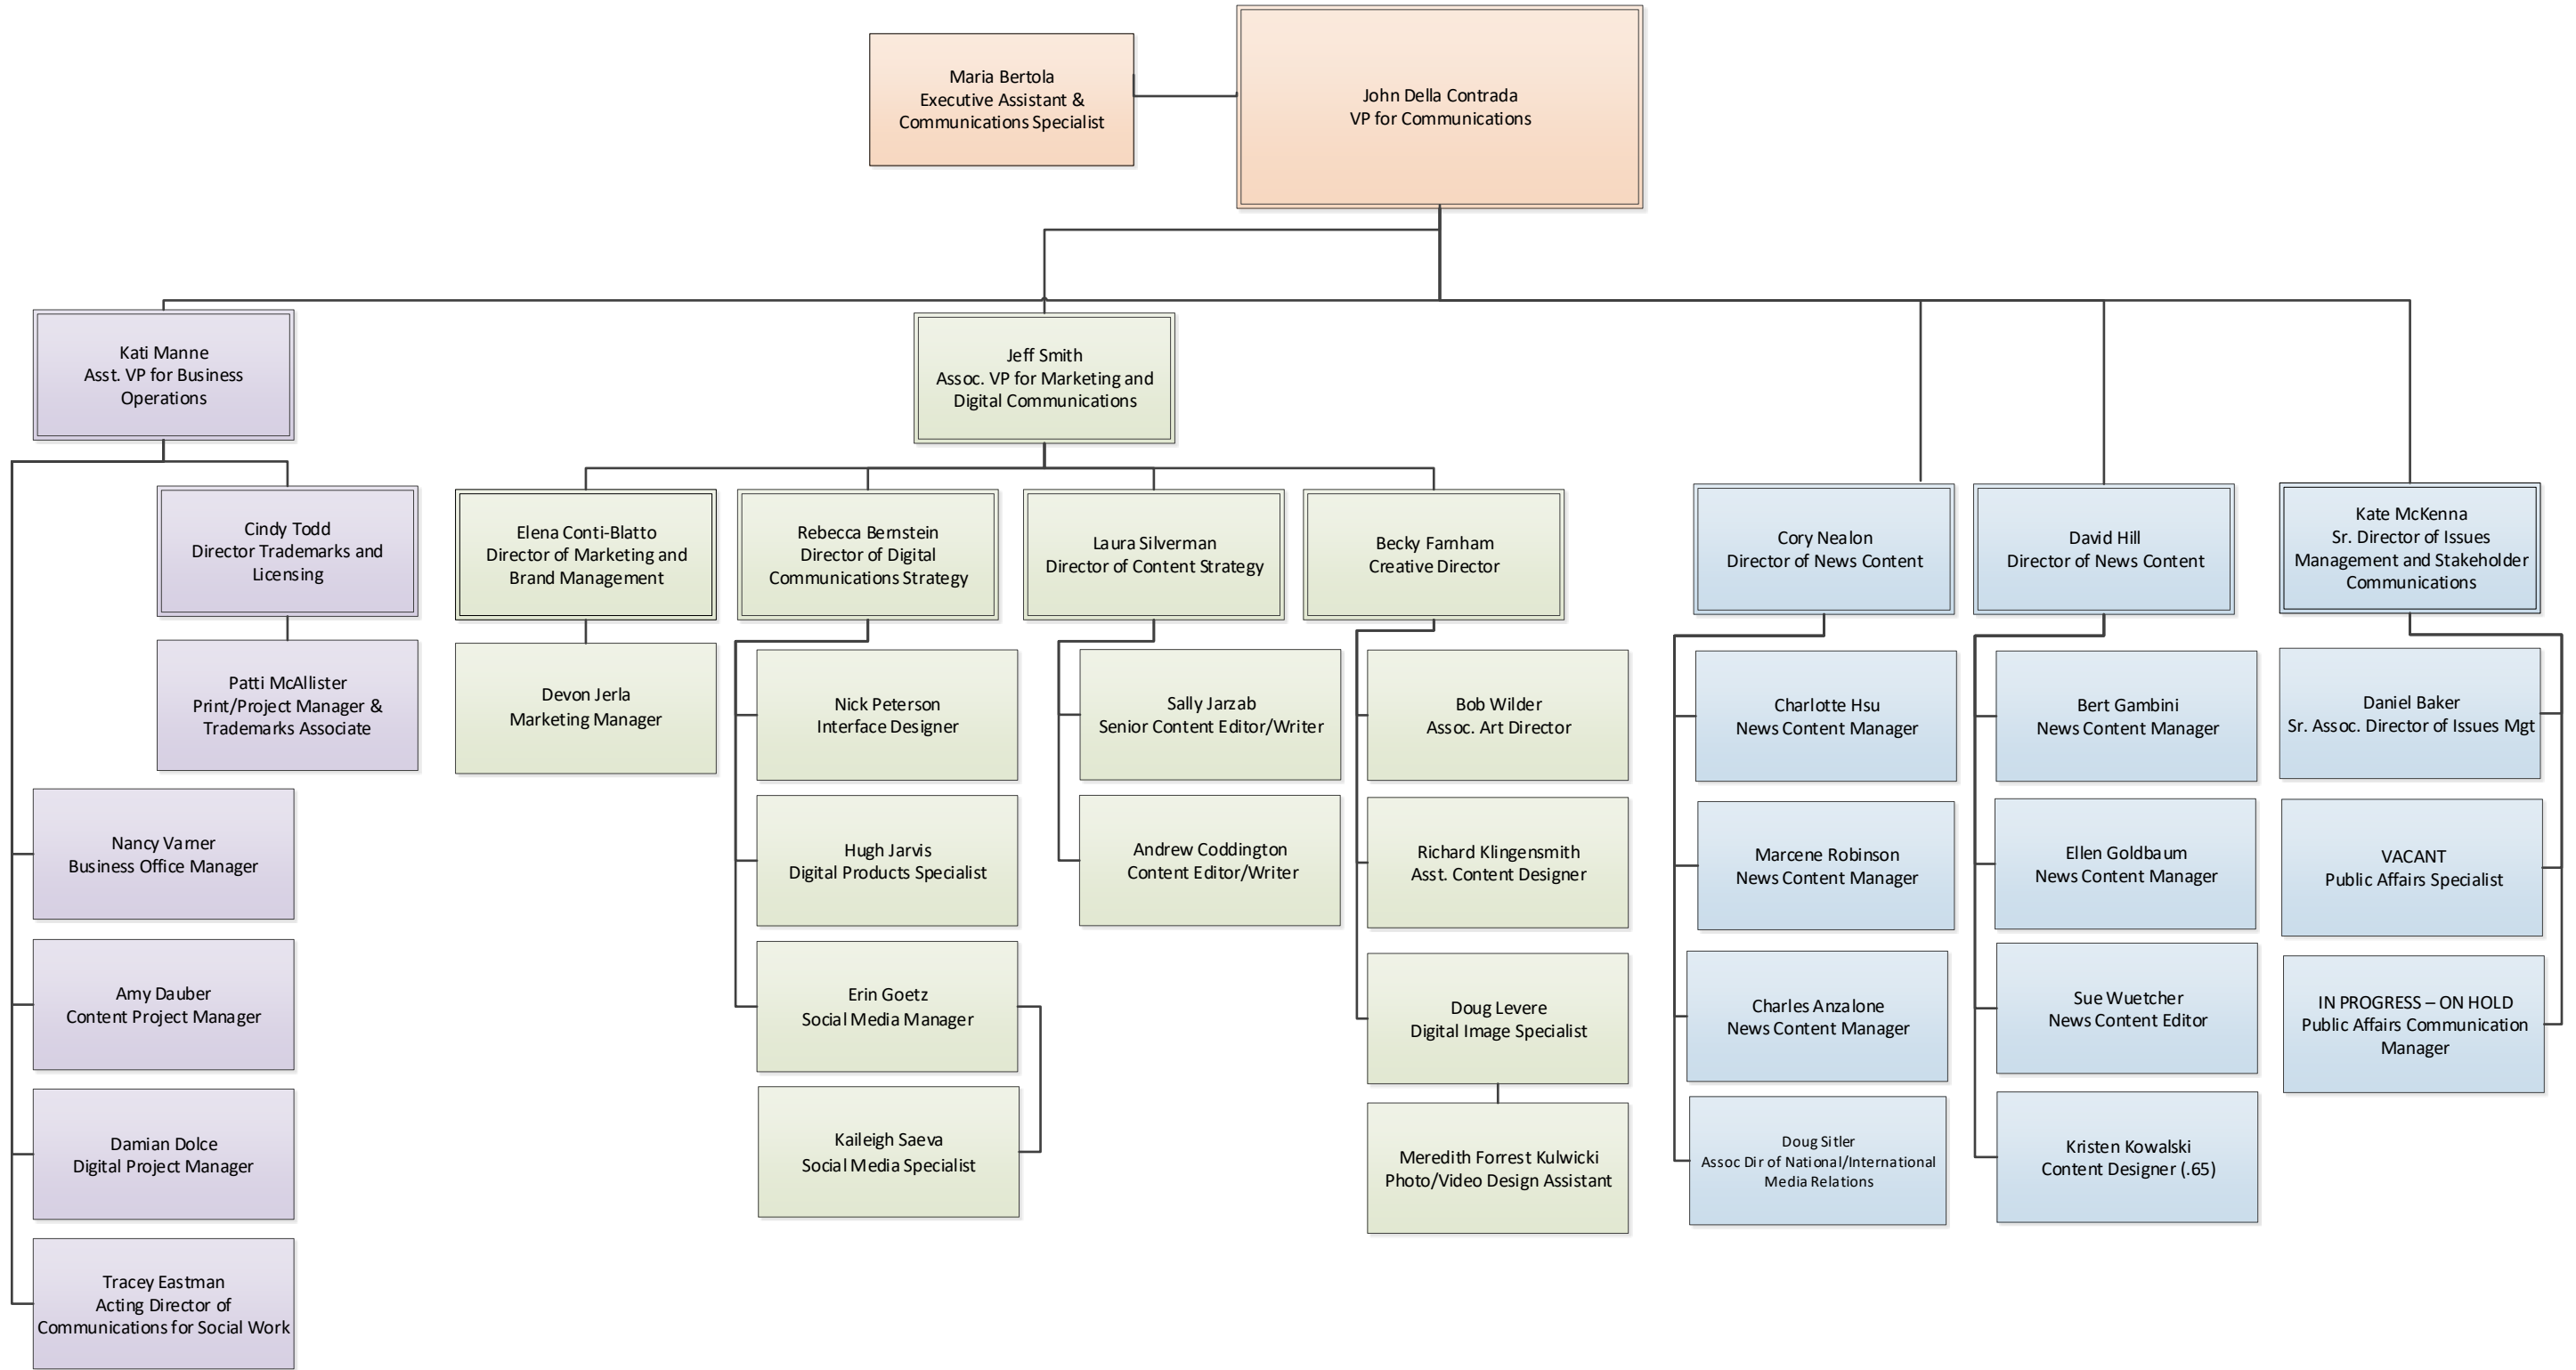 Maria Bertola
Executive Assistant &
Communications Specialist
John Della Contrada
VP for Communications
Kati Manne
Asst. VP for Business
Operations
Jeff Smith
Assoc. VP for Marketing and
Digital Communications
Cindy Todd
Director Trademarks and
Licensing
Elena Conti-Blatto
Director of Marketing and
Brand Management
Rebecca Bernstein
Director of Digital
Communications Strategy
Laura Silverman
Director of Content Strategy
Becky Farnham
Creative Director
Cory Nealon
Director of News Content
David Hill
Director of News Content
Kate McKenna
Sr. Director of Issues
Management and Stakeholder
Communications
Patti McAllister
Print/Project Manager &
Trademarks Associate
Devon Jerla
Marketing Manager
Nick Peterson
Interface Designer
Sally Jarzab
Senior Content Editor/Writer
Bob Wilder
Assoc. Art Director
Charlotte Hsu
News Content Manager
Bert Gambini
News Content Manager
Daniel Baker
Sr. Assoc. Director of Issues Mgt
Nancy Varner
Business Office Manager
Hugh Jarvis
Digital Products Specialist
Andrew Coddington
Content Editor/Writer
Richard Klingensmith
Asst. Content Designer
Marcene Robinson
News Content Manager
Ellen Goldbaum
News Content Manager
VACANT
Public Affairs Specialist
Amy Dauber
Content Project Manager
Erin Goetz
Social Media Manager
Doug Levere
Digital Image Specialist
Charles Anzalone
News Content Manager
Sue Wuetcher
News Content Editor
IN PROGRESS – ON HOLD
Public Affairs Communication
Manager
Damian Dolce
Digital Project Manager
Kaileigh Saeva
Social Media Specialist
Meredith Forrest Kulwicki
Photo/Video Design Assistant
Doug Sitler
Assoc Dir of National/International
Media Relations
Kristen Kowalski
Content Designer (.65)
Tracey Eastman
Acting Director of
Communications for Social Work